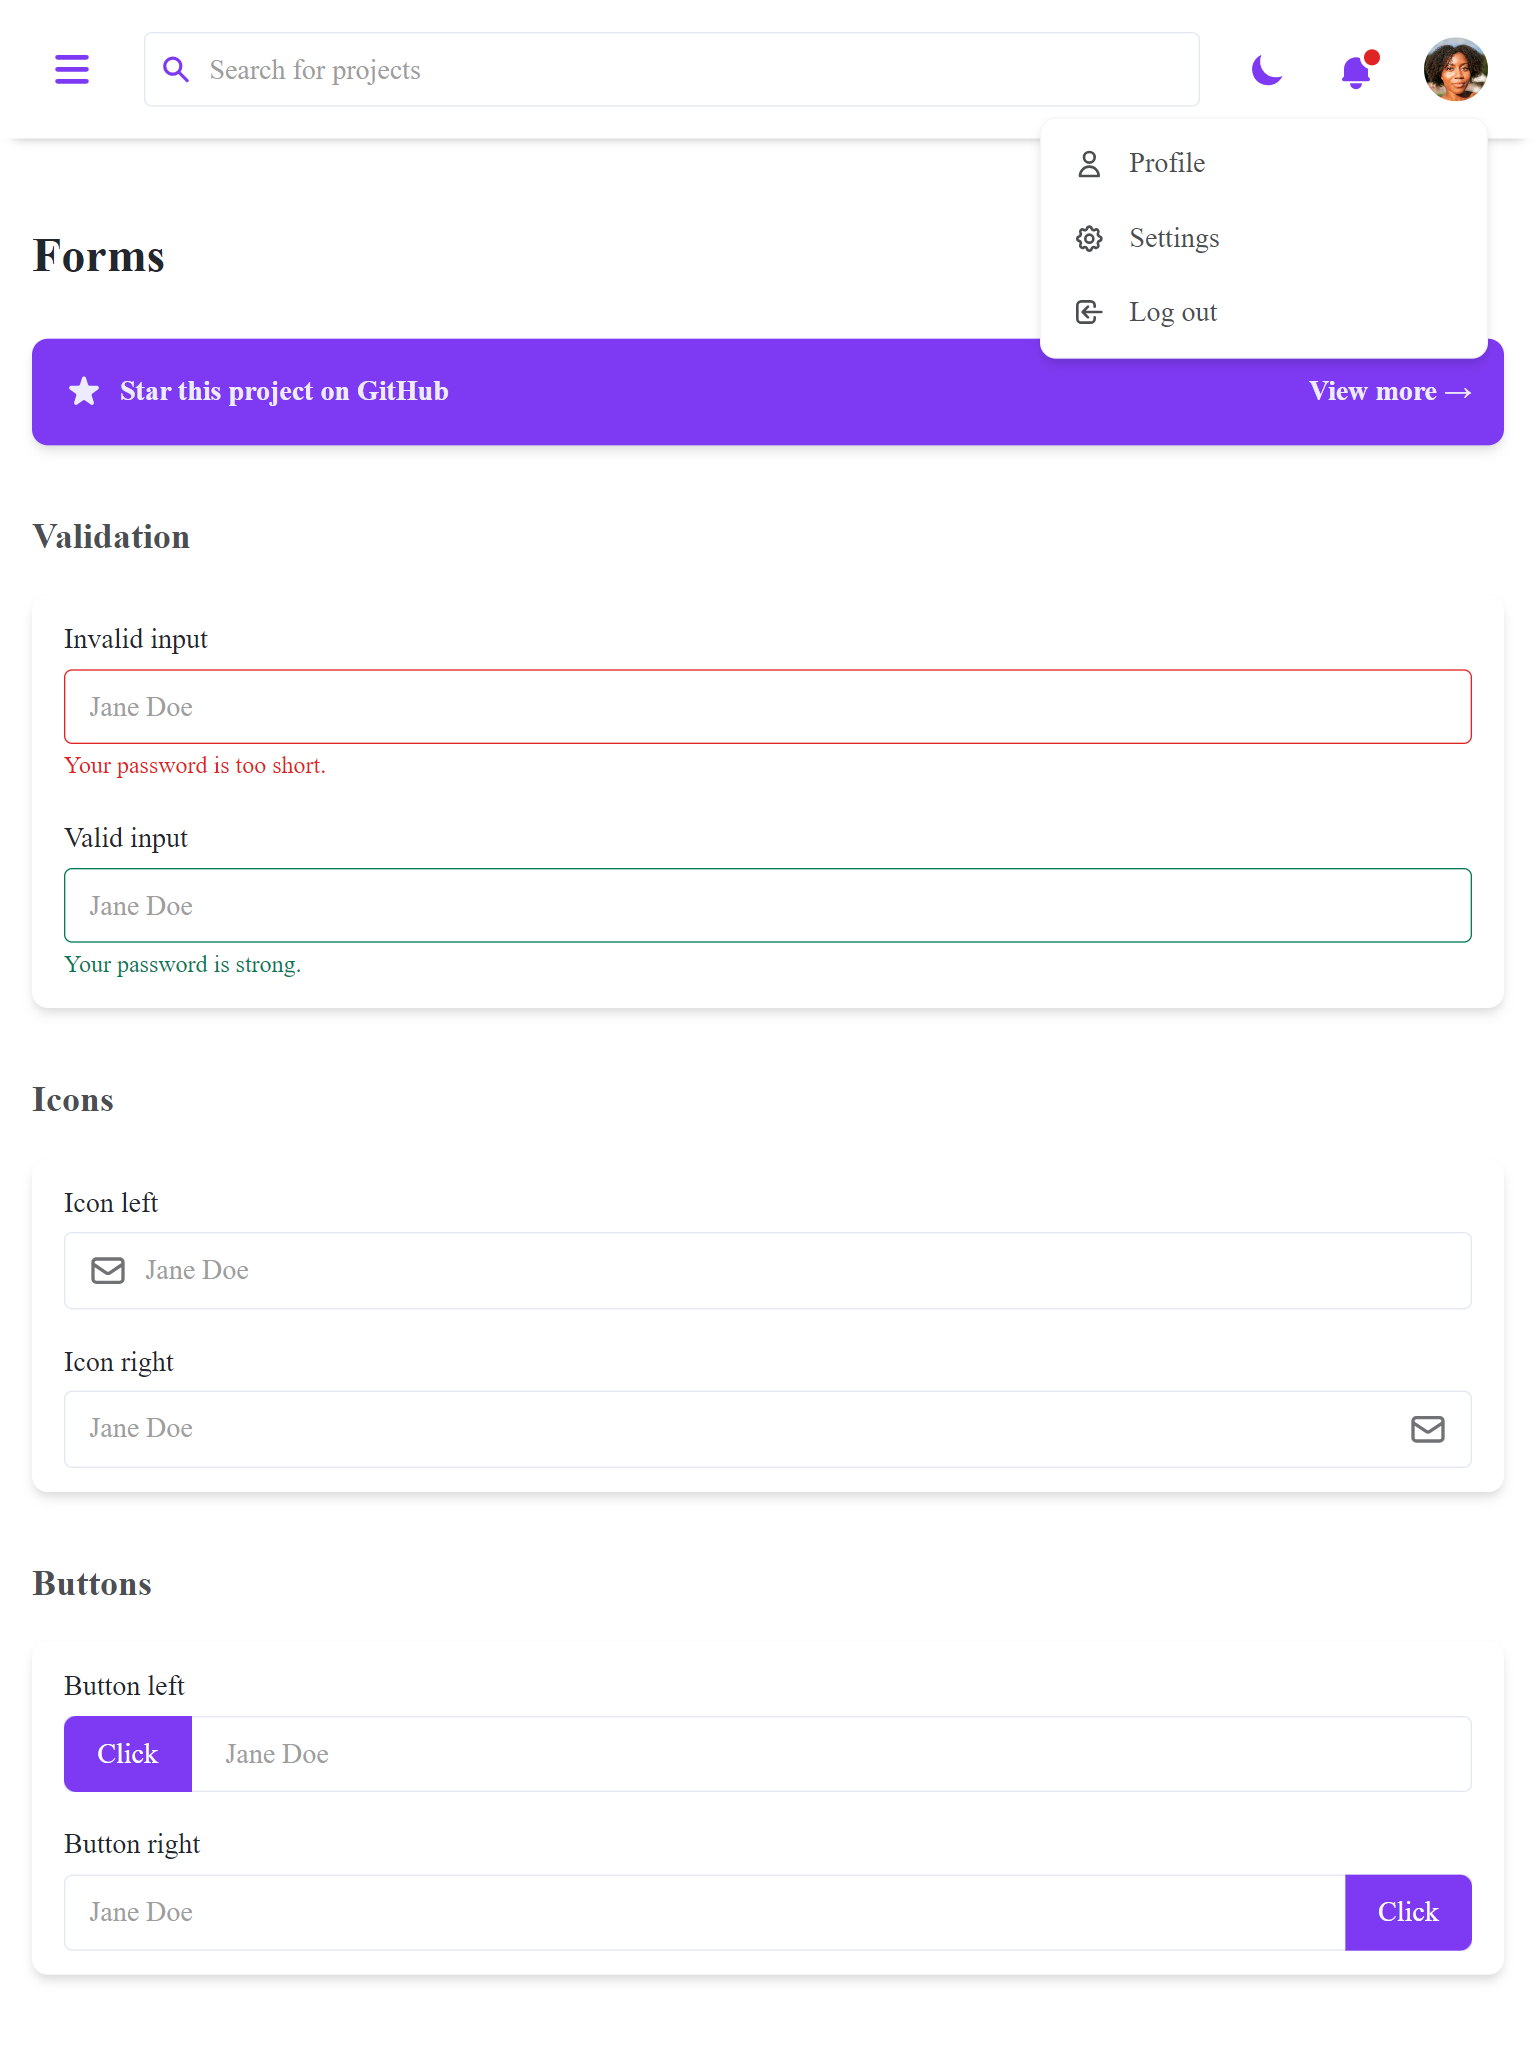 Search for projects
Profile
Settings
Log out
Forms
Star this project on GitHub
View more →
Validation
Invalid input
Jane Doe
Your password is too short.
Valid input
Jane Doe
Your password is strong.
Icons
Icon left
Jane Doe
Icon right
Jane Doe
Buttons
Button left
Click
Jane Doe
Button right
Jane Doe
Click